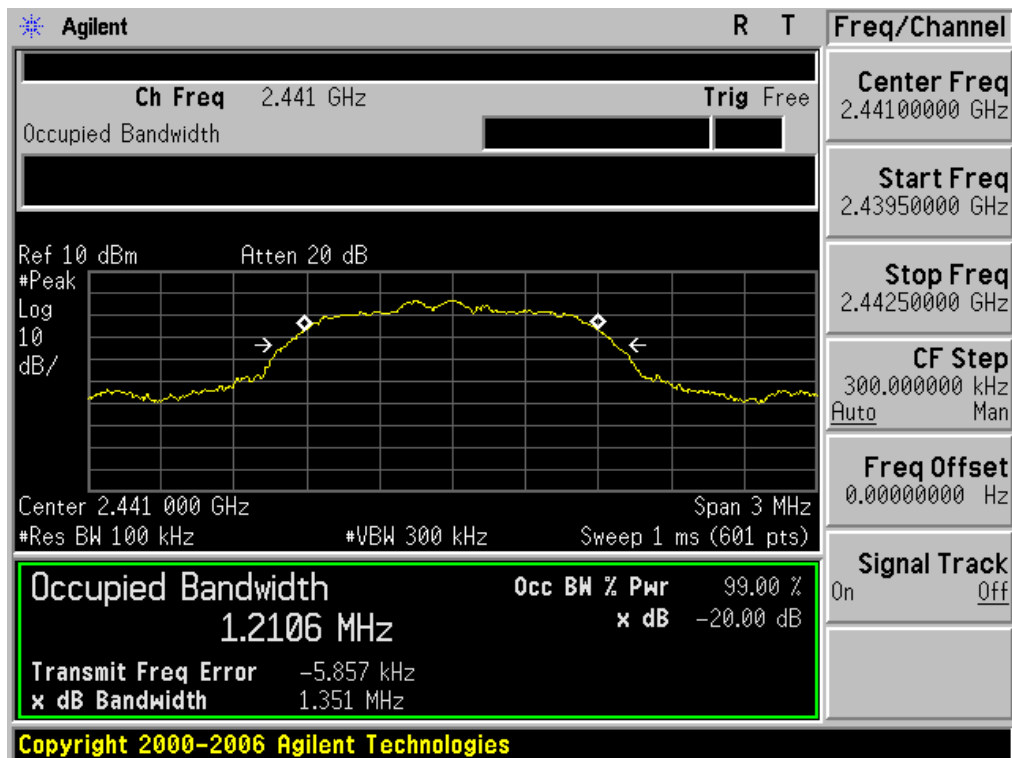 Agilent R T
Freq/Channel
Ch Freq 2.441 GHz Trig Free
Occupied Bandwidth
Center Freq
2.44100000 GHz
Start Freq
2.43950000 GHz
Stop Freq
2.44250000 GHz
CF Step
300.000000 kHz
Auto Man
Freq Offset
0.00000000 Hz
Signal Track
On Off
Ref 10 dBm Atten 20 dB
#Peak
Log
10
dB/
Center 2.441 000 GHz Span 3 MHz
#Res BW 100 kHz #VBW 300 kHz Sweep 1 ms (601 pts)
Occupied Bandwidth Occ BW % Pwr 99.00 %
1.2106 MHz x dB -20.00 dB
Transmit Freq Error -5.857 kHz
x dB Bandwidth 1.351 MHz
Copyright 2000-2006 Agilent Technologies